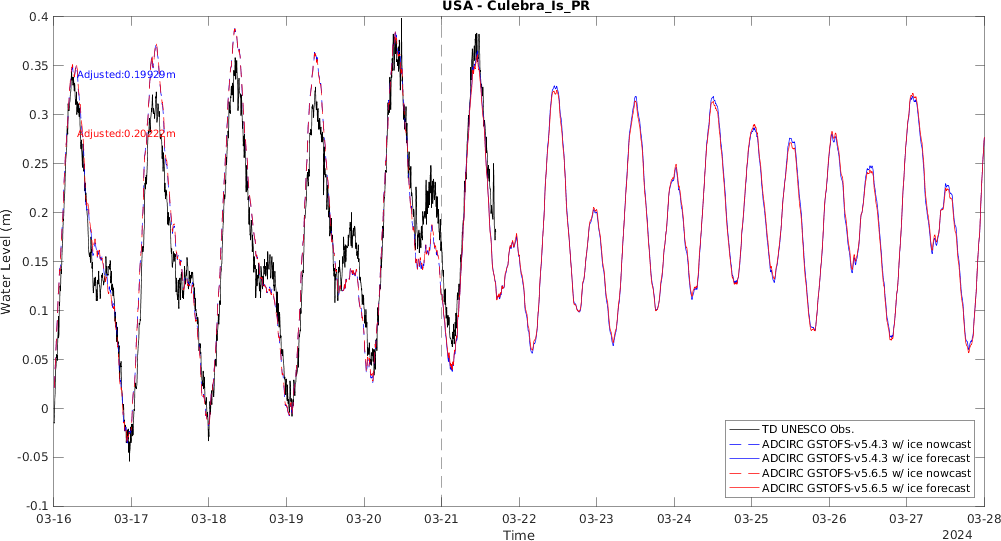 USA - Culebra_Is_PR
0.4
0.35
0.3
0.25
0.2
0.15
0.1
0.05
0
-0.05
-0.1
Water Level (m)
Adjusted:0.19929m
Adjusted:0.20222m
TD UNESCO Obs.
ADCIRC GSTOFS-v5.4.3 w/ ice nowcast
ADCIRC GSTOFS-v5.4.3 w/ ice forecast
ADCIRC GSTOFS-v5.6.5 w/ ice nowcast
ADCIRC GSTOFS-v5.6.5 w/ ice forecast
03-16 03-17 03-18 03-19 03-20 03-21 03-22 03-23 03-24 03-25 03-26 03-27 03-28
Time
2024